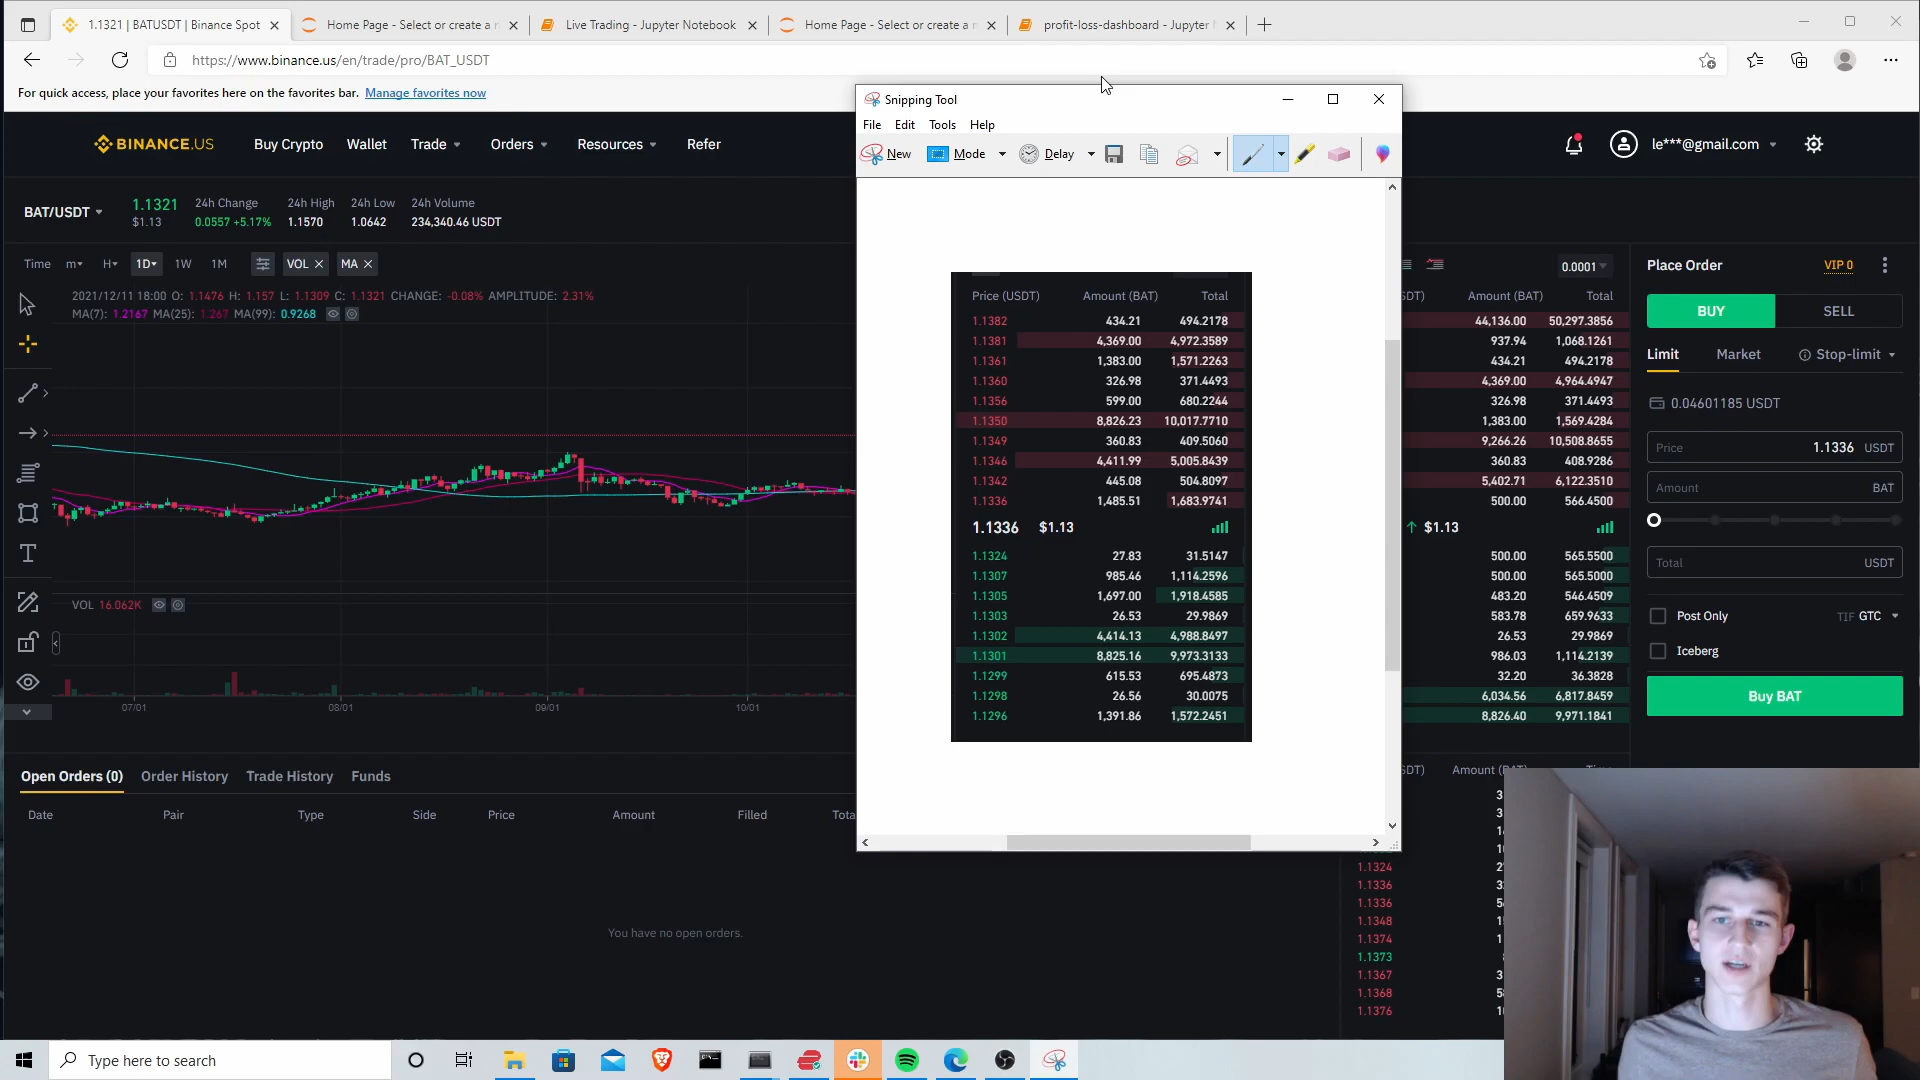 1.1321 | BATUSDT | Binance Spot
Home Page - Select or create a n
Live Trading - Jupyter Notebook
Home Page - Select or create a n
profit-loss-dashboard - Jupyter
https://www.binance.us/en/trade/pro/BAT_USDT
For quick access, place your favorites here on the favorites bar. Manage favorites now
BINANCE.US Buy Crypto Wallet Trade Orders Resources Refer
le***@gmail.com
BAT/USDT
1.1321
$1.13
24h Change
0.0557 +5.17%
24h High
1.1570
24h Low
1.0642
24h Volume
234,340.46 USDT
Time m H 1D 1W 1M VOL MA
2021/12/11 18:00 O: 1.1476 H: 1.157 L: 1.1309 C: 1.1321 CHANGE: -0.08% AMPLITUDE: 2.31%
MA(7): 1.2167 MA(25): 1.267 MA(99): 0.9268
VOL 16.062K
07/01 08/01 09/01 10/01
Open Orders (0) Order History Trade History Funds
Date Pair Type Side Price Amount Filled Tota
You have no open orders.
Snipping Tool
File Edit Tools Help
New Mode Delay
Price (USDT) Amount (BAT) Total
1.1382 434.21 494.2178
1.1381 4,369.00 4,972.3589
1.1361 1,383.00 1,571.2263
1.1360 326.98 371.4493
1.1356 599.00 680.2244
1.1350 8,826.23 10,017.7710
1.1349 360.83 409.5060
1.1346 4,411.99 5,005.8439
1.1342 445.08 504.8097
1.1336 1,485.51 1,683.9741
1.1336 $1.13
1.1324 27.83 31.5147
1.1307 985.46 1,114.2596
1.1305 1,697.00 1,918.4585
1.1303 26.53 29.9869
1.1302 4,414.13 4,988.8497
1.1301 8,825.16 9,973.3133
1.1299 615.53 695.4873
1.1298 26.56 30.0075
1.1296 1,391.86 1,572.2451
0.0001
SDT) Amount (BAT) Total
44,136.00 50,297.3856
937.94 1,068.1261
434.21 494.2178
4,369.00 4,964.4947
326.98 371.4493
1,383.00 1,569.4284
9,266.26 10,508.8655
360.83 408.9286
5,402.71 6,122.3510
500.00 566.4500
$1.13
500.00 565.5500
500.00 565.5000
483.20 546.4509
583.78 659.9633
26.53 29.9869
986.03 1,114.2139
32.20 36.3828
6,034.56 6,817.8459
8,826.40 9,971.1841
SDT)
1.1324
1.1336
1.1336
1.1348
1.1374
1.1373
1.1367
1.1368
1.1376
Place Order VIP 0
BUY SELL
Limit Market Stop-limit
0.04601185 USDT
Price 1.1336 USDT
Amount BAT
Total USDT
Post Only TIF GTC
Iceberg
Buy BAT
Type here to search